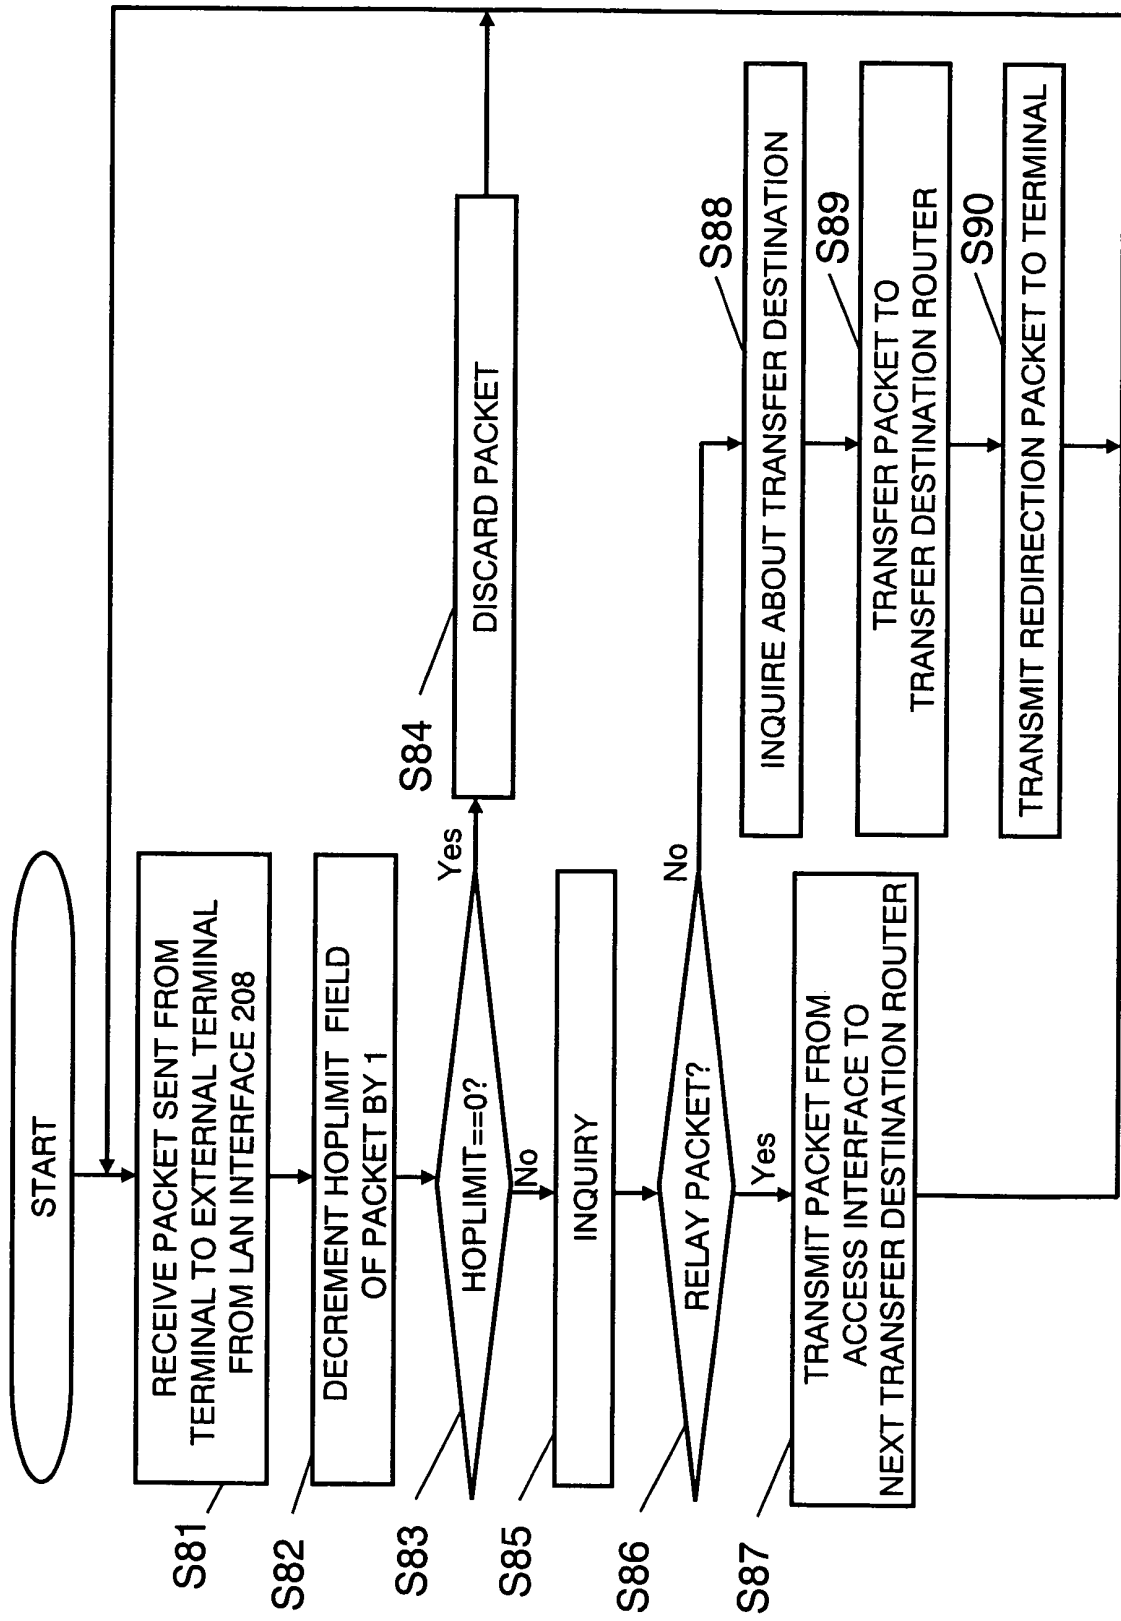 START
S81
RECEIVE PACKET SENT FROM
TERMINAL TO EXTERNAL TERMINAL
FROM LAN INTERFACE 208
S82
DECREMENT HOPLIMIT FIELD
OF PACKET BY 1
S83
HOPLIMIT==0?
Yes
No
S84
DISCARD PACKET
S85
INQUIRY
S86
RELAY PACKET?
No
Yes
S87
TRANSMIT PACKET FROM
ACCESS INTERFACE TO
NEXT TRANSFER DESTINATION ROUTER
S88
INQUIRE ABOUT TRANSFER DESTINATION
S89
TRANSFER PACKET TO
TRANSFER DESTINATION ROUTER
S90
TRANSMIT REDIRECTION PACKET TO TERMINAL